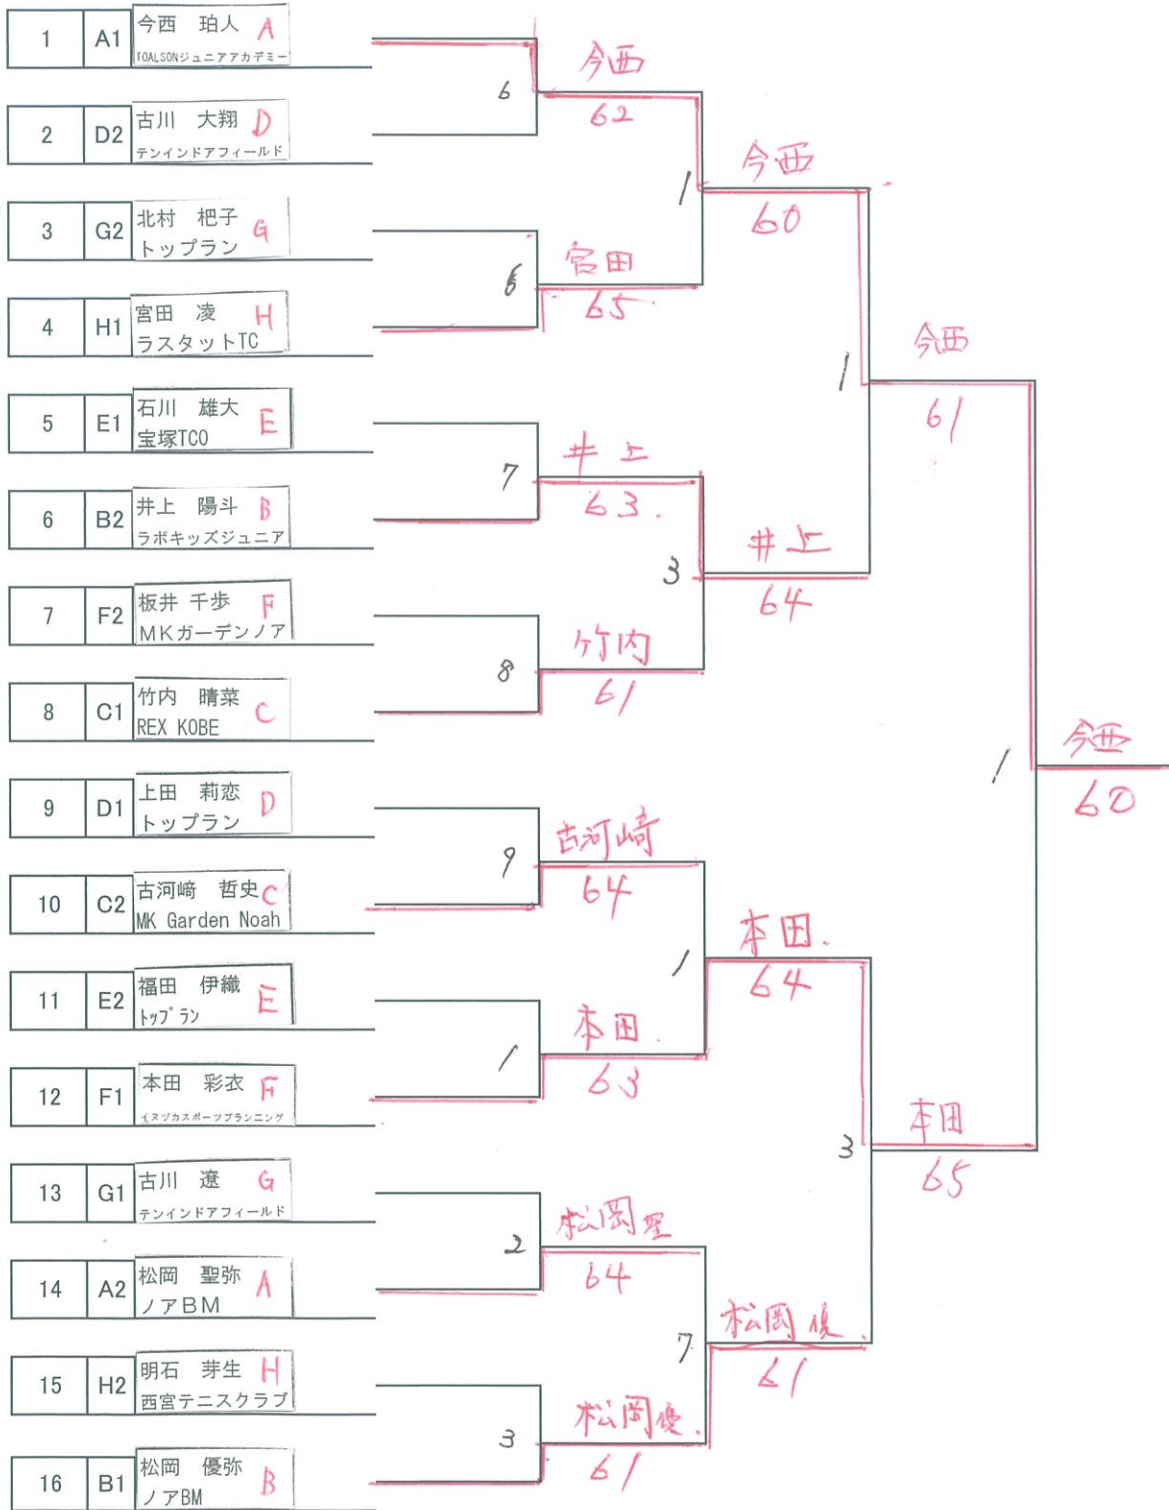 1 A1 今西 珀人 A
TOALSONジュニアアカデミー
2 D2 古川 大翔 D
テンインドアフィールド
3 G2 北村 杷子 G
トップラン
4 H1 宮田 凌 H
ラスタットTC
5 E1 石川 雄大 E
宝塚TCO
6 B2 井上 陽斗 B
ラボキッズジュニア
7 F2 板井 千歩 F
MKガーデンノア
8 C1 竹内 晴菜 C
REX KOBE
9 D1 上田 莉恋 D
トップラン
10 C2 古河﨑 哲史 C
MK Garden Noah
11 E2 福田 伊織 E
トップラン
12 F1 本田 彩衣 F
イヌヅカスポーツプランニング
13 G1 古川 遼 G
テンインドアフィールド
14 A2 松岡 聖弥 A
ノアBM
15 H2 明石 芽生 H
西宮テニスクラブ
16 B1 松岡 優弥 B
ノアBM
6
今西
62
宮田
65
7
井上
63
8
竹内
61
9
古河﨑
64
1
本田
63
2
松岡聖
64
3
松岡優
61
1
今西
60
3
井上
64
1
本田
64
7
松岡優
61
1
今西
61
3
本田
65
1
今西
60